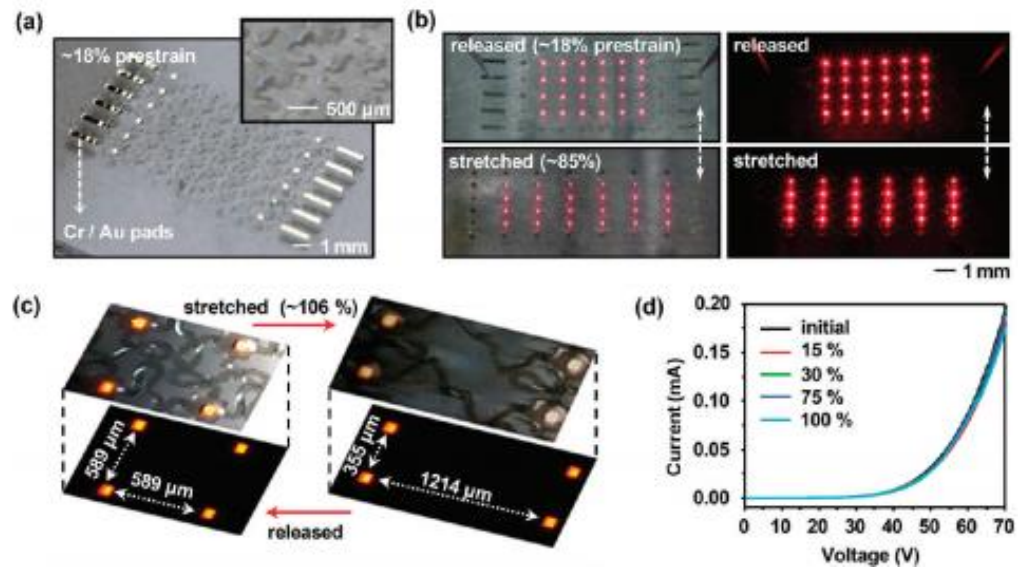 (a)
~18% prestrain
500 μm
Cr / Au pads
1 mm
(b)
released (~18% prestrain)
released
stretched (~85%)
stretched
1 mm
(c)
stretched (~106 %)
589 μm
589 μm
355 μm
1214 μm
released
(d)
0.20
0.15
0.10
0.05
0.00
Current (mA)
initial
15 %
30 %
75 %
100 %
0 10 20 30 40 50 60 70
Voltage (V)